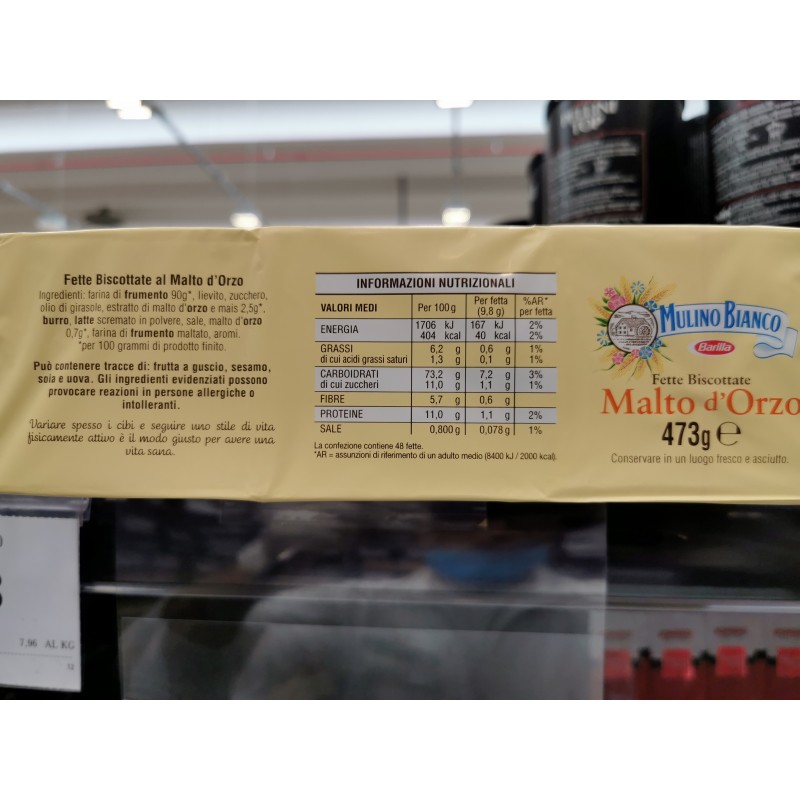 Fette Biscottate al Malto d'Orzo
Ingredienti: farina di frumento 90g*, lievito, zucchero,
olio di girasole, estratto di malto d'orzo e mais 2,5g*,
burro, latte scremato in polvere, sale, malto d'orzo
0,7g*, farina di frumento maltato, aromi.
*per 100 grammi di prodotto finito.
Può contenere tracce di: frutta a guscio, sesamo,
soia e uova. Gli ingredienti evidenziati possono
provocare reazioni in persone allergiche o
intolleranti.
Variare spesso i cibi e seguire uno stile di vita
fisicamente attivo è il modo giusto per avere una
vita sana.
INFORMAZIONI NUTRIZIONALI
VALORI MEDI Per 100 g Per fetta (9,8 g) %AR* per fetta
ENERGIA 1706 kJ 167 kJ 2%
404 kcal 40 kcal 2%
GRASSI 6,2 g 0,6 g 1%
di cui acidi grassi saturi 1,3 g 0,1 g 1%
CARBOIDRATI 73,2 g 7,2 g 3%
di cui zuccheri 11,0 g 1,1 g 1%
FIBRE 5,7 g 0,6 g
PROTEINE 11,0 g 1,1 g 2%
SALE 0,800 g 0,078 g 1%
La confezione contiene 48 fette.
*AR = assunzioni di riferimento di un adulto medio (8400 kJ / 2000 kcal).
MULINO BIANCO
Barilla
Fette Biscottate
Malto d'Orzo
473g ℮
Conservare in un luogo fresco e asciutto.
7,96 AL KG